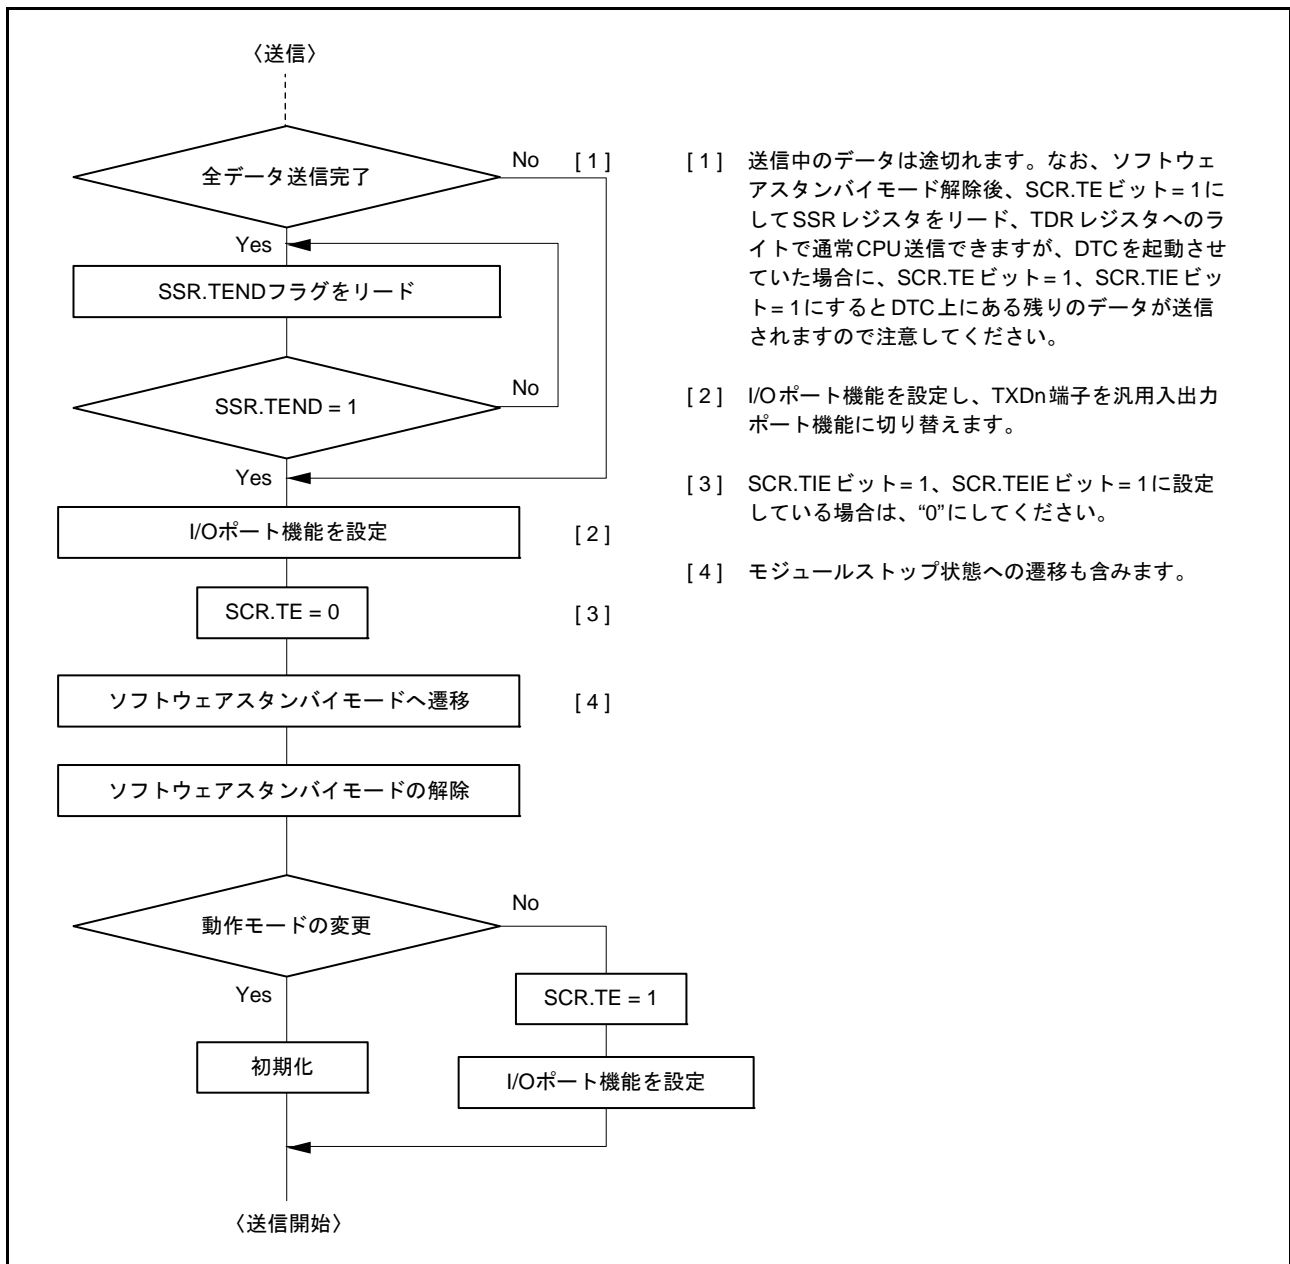 〈送信〉
全データ送信完了
No
[ 1 ]
Yes
SSR.TENDフラグをリード
SSR.TEND = 1
No
Yes
I/Oポート機能を設定
[ 2 ]
SCR.TE = 0
[ 3 ]
ソフトウェアスタンバイモードへ遷移
[ 4 ]
ソフトウェアスタンバイモードの解除
動作モードの変更
No
Yes
SCR.TE = 1
初期化
I/Oポート機能を設定
〈送信開始〉
[ 1 ] 送信中のデータは途切れます。なお、ソフトウェ
アスタンバイモード解除後、SCR.TEビット= 1に
してSSRレジスタをリード、TDRレジスタへのラ
イトで通常CPU送信できますが、DTCを起動させ
ていた場合に、SCR.TEビット= 1、SCR.TIEビッ
ト= 1にするとDTC上にある残りのデータが送信
されますので注意してください。
[ 2 ] I/Oポート機能を設定し、TXDn端子を汎用入出力
ポート機能に切り替えます。
[ 3 ] SCR.TIEビット= 1、SCR.TEIEビット= 1に設定
している場合は、“0”にしてください。
[ 4 ] モジュールストップ状態への遷移も含みます。